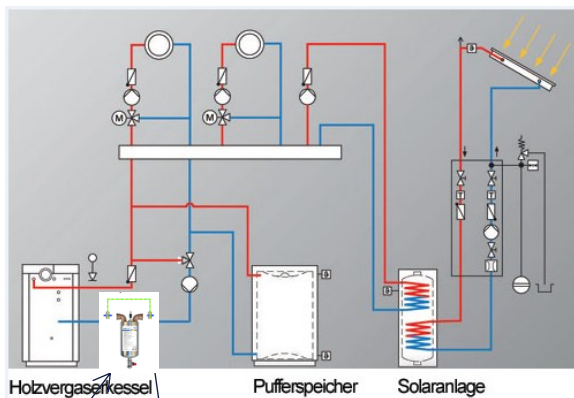 M
M
T
T
Holzvergaserkessel
Pufferspeicher
Solaranlage